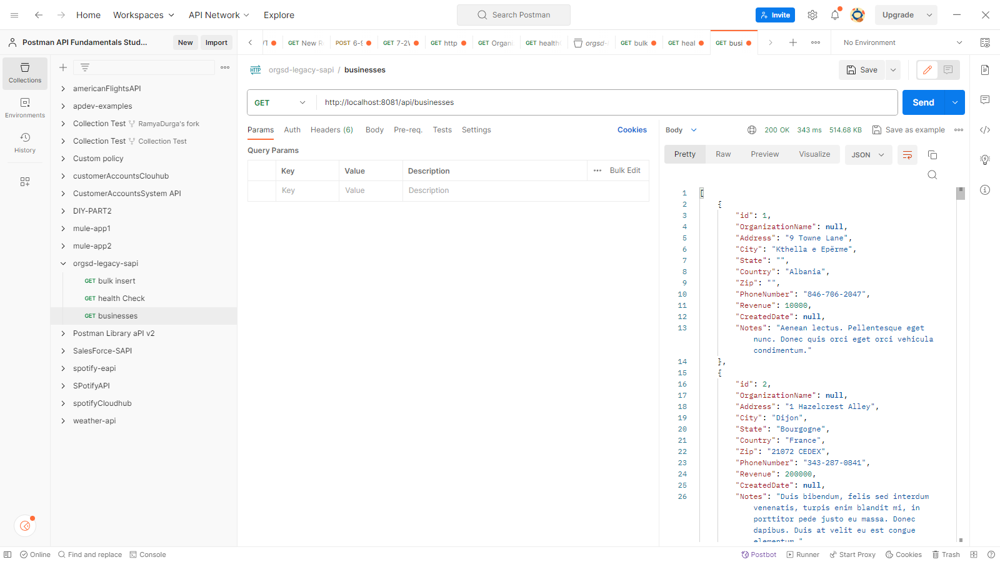 Home Workspaces API Network Explore Search Postman Invite Upgrade
Postman API Fundamentals Stud... New Import
GET New R POST 6-9 GET 7-2\ GET http GET Organi GET health orgsd- GET bulk GET heal GET busi No Environment
Collections
Environments
History
americanFlightsAPI
apdev-examples
Collection Test RamyaDurga's fork
Collection Test Collection Test
Custom policy
customerAccountsClouhub
CustomerAccountsSystem API
DIY-PART2
mule-app1
mule-app2
orgsd-legacy-sapi
GET bulk insert
GET health Check
GET businesses
Postman Library aPI v2
SalesForce-SAPI
spotify-eapi
SPotifyAPI
spotifyCloudhub
weather-api
HTTP orgsd-legacy-sapi / businesses Save
GET http://localhost:8081/api/businesses Send
Params Auth Headers (6) Body Pre-req. Tests Settings Cookies
Query Params
Key Value Description Bulk Edit
Key Value Description
Body 200 OK 343 ms 514.68 KB Save as example
Pretty Raw Preview Visualize JSON
1 [
2 {
3 "id": 1,
4 "OrganizationName": null,
5 "Address": "9 Towne Lane",
6 "City": "Kthella e Epërme",
7 "State": "",
8 "Country": "Albania",
9 "Zip": "",
10 "PhoneNumber": "846-706-2047",
11 "Revenue": 10000,
12 "CreatedDate": null,
13 "Notes": "Aenean lectus. Pellentesque eget
nunc. Donec quis orci eget orci vehicula
condimentum."
14 },
15 {
16 "id": 2,
17 "OrganizationName": null,
18 "Address": "1 Hazelcrest Alley",
19 "City": "Dijon",
20 "State": "Bourgogne",
21 "Country": "France",
22 "Zip": "21072 CEDEX",
23 "PhoneNumber": "343-287-0841",
24 "Revenue": 200000,
25 "CreatedDate": null,
26 "Notes": "Duis bibendum, felis sed interdum
venenatis, turpis enim blandit mi, in
porttitor pede justo eu massa. Donec
dapibus. Duis at velit eu est congue
elementum."
Online Find and replace Console Postbot Runner Start Proxy Cookies Trash